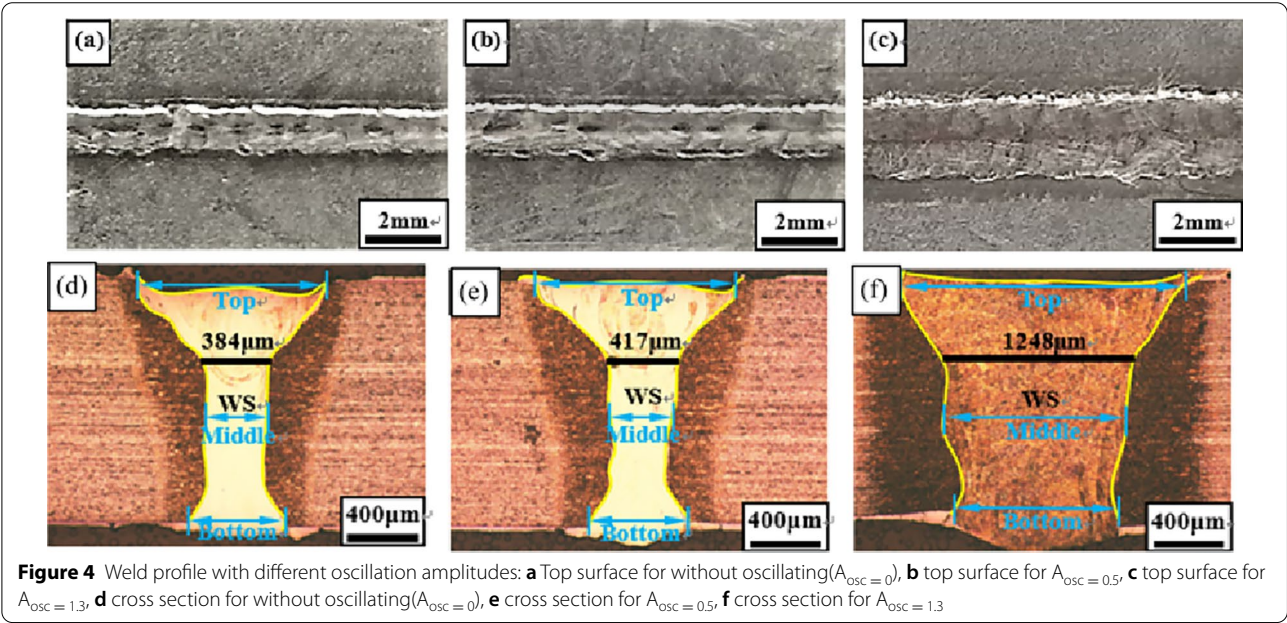 (a)
2mm↵
(b)
2mm↵
(c)
2mm↵
(d)
Top↵
384μm↵
WS↵
Middle↵
Bottom↵
400μm↵
(e)
Top↵
417μm↵
WS↵
Middle↵
Bottom↵
400μm↵
(f)
Top↵
1248μm↵
WS↵
Middle↵
Bottom↵
400μm↵
Figure 4 Weld profile with different oscillation amplitudes: a Top surface for without oscillating(Aosc = 0), b top surface for Aosc = 0.5, c top surface for
Aosc = 1.3, d cross section for without oscillating(Aosc = 0), e cross section for Aosc = 0.5, f cross section for Aosc = 1.3